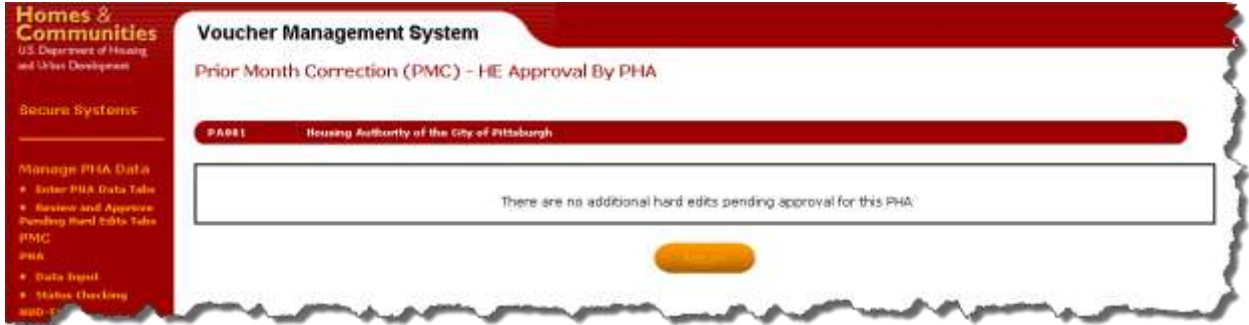 Homes &
Communities
U.S. Department of Housing
and Urban Development
Secure Systems
Manage PHA Data
Enter PHA Data Tabs
Review and Approve
Pending Hard Edits Tabs
PMC
PHA
Data Input
Status Checking
Voucher Management System
Prior Month Correction (PMC) - HE Approval By PHA
PA001 Housing Authority of the City of Pittsburgh
There are no additional hard edits pending approval for this PHA